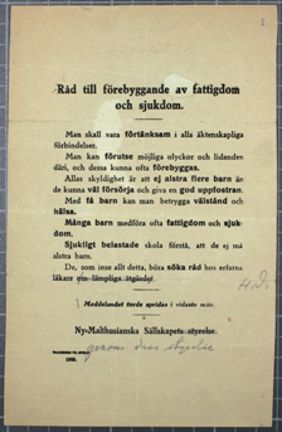 I
Råd till förebyggande av fattigdom
och sjukdom.
Man skall vara förtänksam i alla äktenskapliga
förbindelser.
Man kan förutse möjliga olyckor och lidanden
däri, och dessa kunna ofta förebyggas.
Allas skyldighet är att ej alstra flere barn än
de kunna väl försörja och giva en god uppfostran.
Med få barn kan man betrygga välstånd och
hälsa.
Många barn medföra ofta fattigdom och sjuk-
dom.
Sjukligt belastade skola förstå, att de ej må
alstra barn.
De, som inse allt detta, böra söka råd hos erfarna
läkare om lämpliga åtgärder.
Meddelandet torde spridas i vidaste mån.
Ny-Malthusianska Sällskapets styrelse.
genom dess styrelse